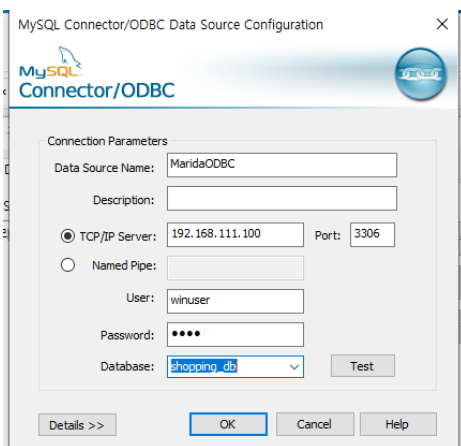 MySQL Connector/ODBC Data Source Configuration
MySQL
Connector/ODBC
Connection Parameters
Data Source Name: MaridaODBC
Description:
TCP/IP Server: 192.168.111.100 Port: 3306
Named Pipe:
User: winuser
Password: ●●●●
Database: shopping_db Test
Details >> OK Cancel Help